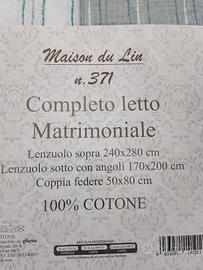 Maison du Lin
n.371
Completo letto
Matrimoniale
Lenzuolo sopra 240x280 cm
Lenzuolo sotto con angoli 170x200 cm
Coppia federe 50x80 cm
100% COTONE
COTONE